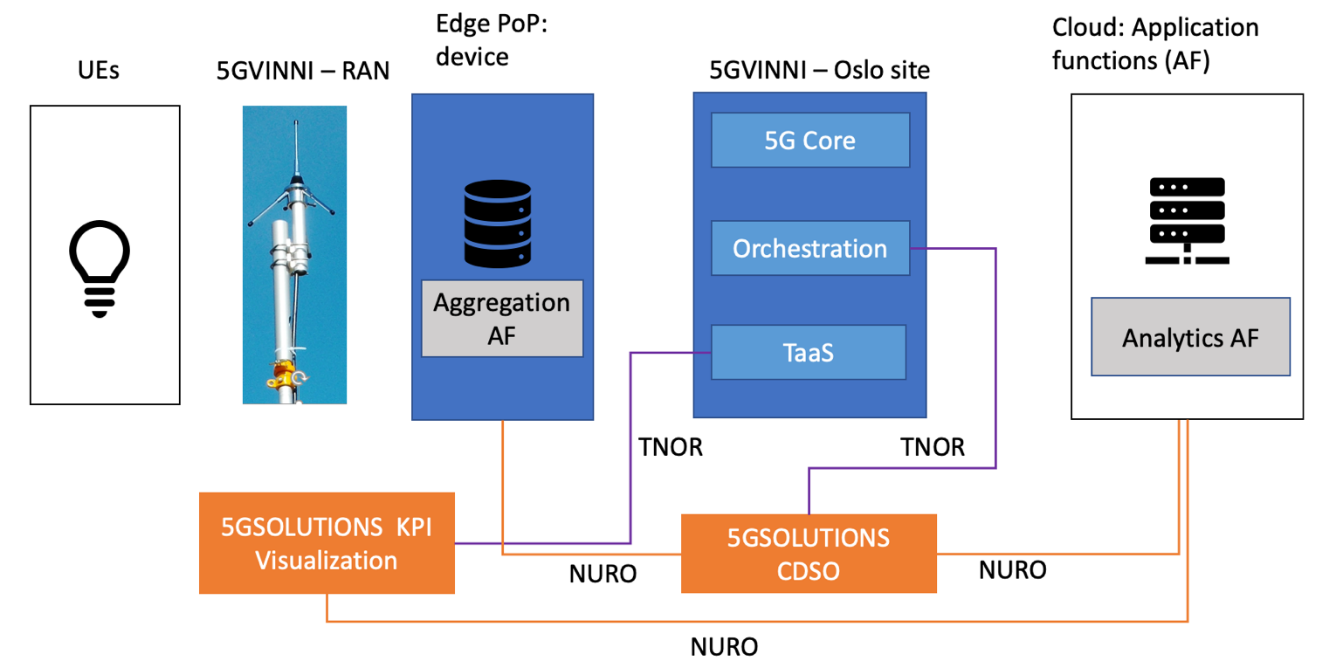 UEs
5GVINNI – RAN
Edge PoP:
device
5GVINNI – Oslo site
Cloud: Application
functions (AF)
5G Core
Orchestration
Aggregation
AF
TaaS
Analytics AF
TNOR
TNOR
5GSOLUTIONS  KPI
Visualization
5GSOLUTIONS
CDSO
NURO
NURO
NURO